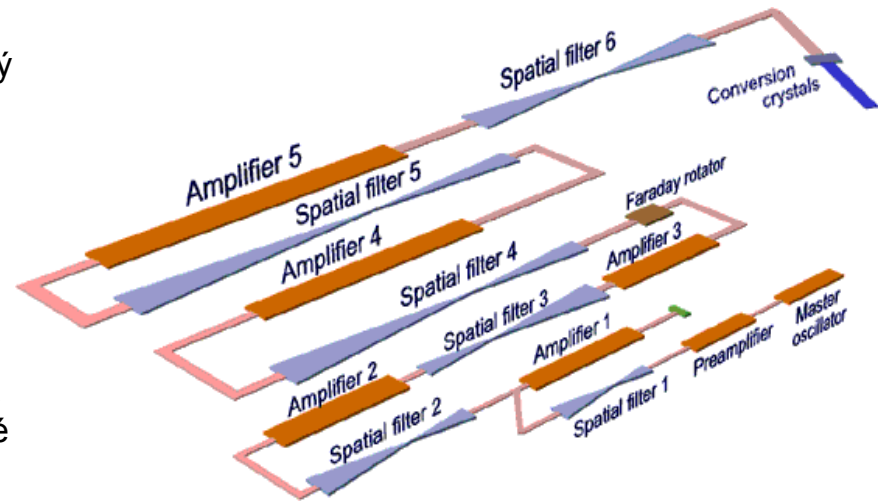 ý
Spatial filter 6
Conversion
crystals
Amplifier 5
Spatial filter 5
Faraday rotator
Amplifier 4
Amplifier 3
Spatial filter 4
Spatial filter 3
Amplifier 1
Master
oscillator
Preamplifier
Amplifier 2
Spatial filter 1
Spatial filter 2
é